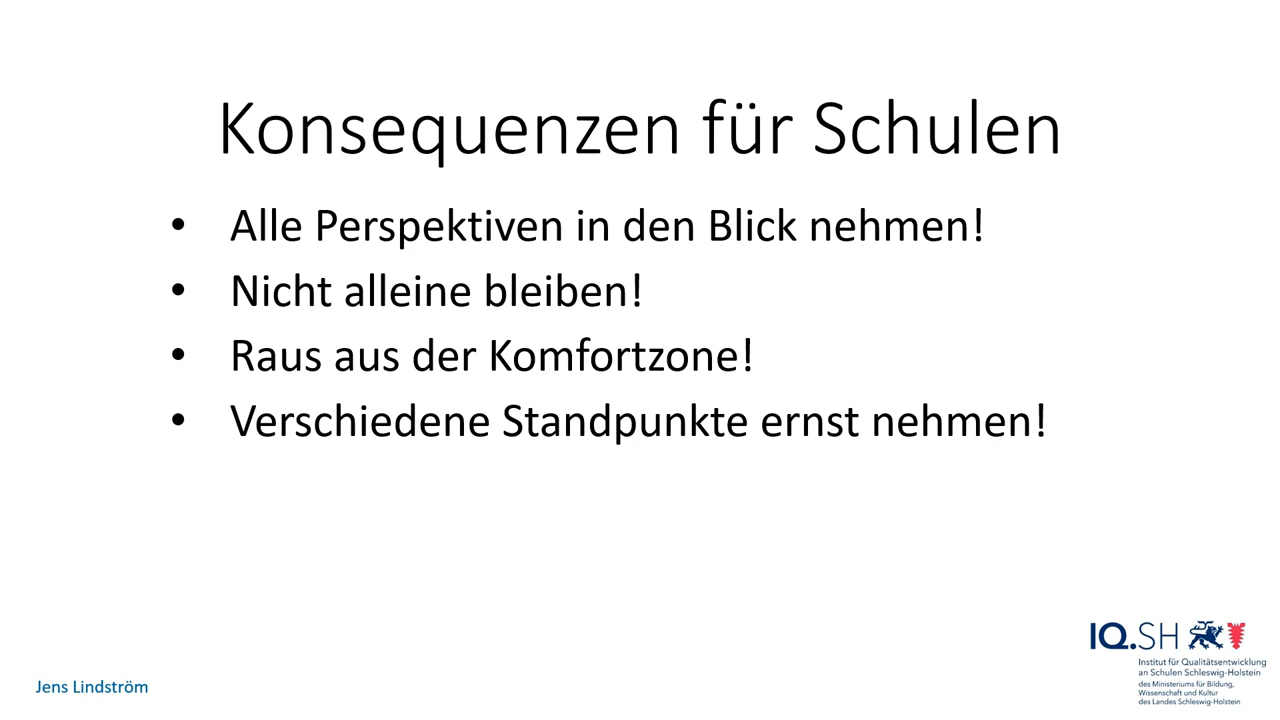 Konsequenzen für Schulen
• Alle Perspektiven in den Blick nehmen!
• Nicht alleine bleiben!
• Raus aus der Komfortzone!
• Verschiedene Standpunkte ernst nehmen!
IQ.SH
Institut für Qualitätsentwicklung
an Schulen Schleswig-Holstein
des Ministeriums für Bildung,
Wissenschaft und Kultur
des Landes Schleswig-Holstein
Jens Lindström